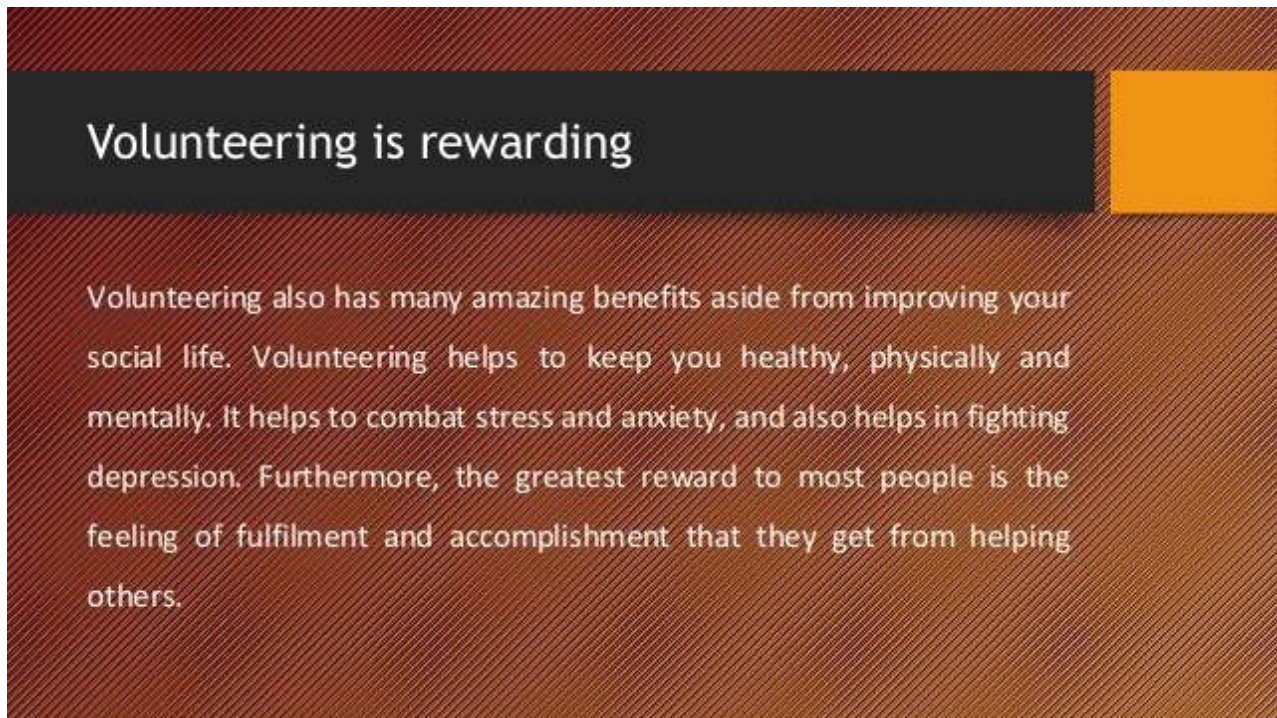 Volunteering is rewarding
Volunteering also has many amazing benefits aside from improving your
social life. Volunteering helps to keep you healthy, physically and
mentally. It helps to combat stress and anxiety, and also helps in fighting
depression. Furthermore, the greatest reward to most people is the
feeling of fulfilment and accomplishment that they get from helping
others.